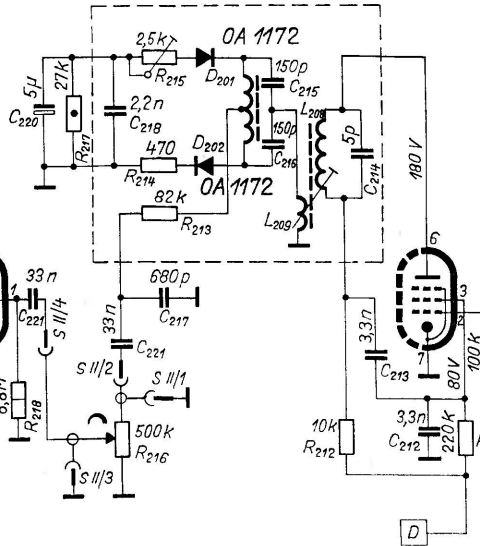 2,5k
OA 1172
R215
D201
150p
C215
5μ
C220
27k
R217
2,2n
C218
D202
150p
C216
L208
5p
C214
180V
470
R214
OA 1172
82k
R213
L209
6
3
2
7
1
33n
C221
S II/4
680p
C217
33n
C221
S II/2
S II/1
3,3n
C213
80V
100k
R218
500k
R216
S II/3
10k
R212
3,3n
C212
220k
D